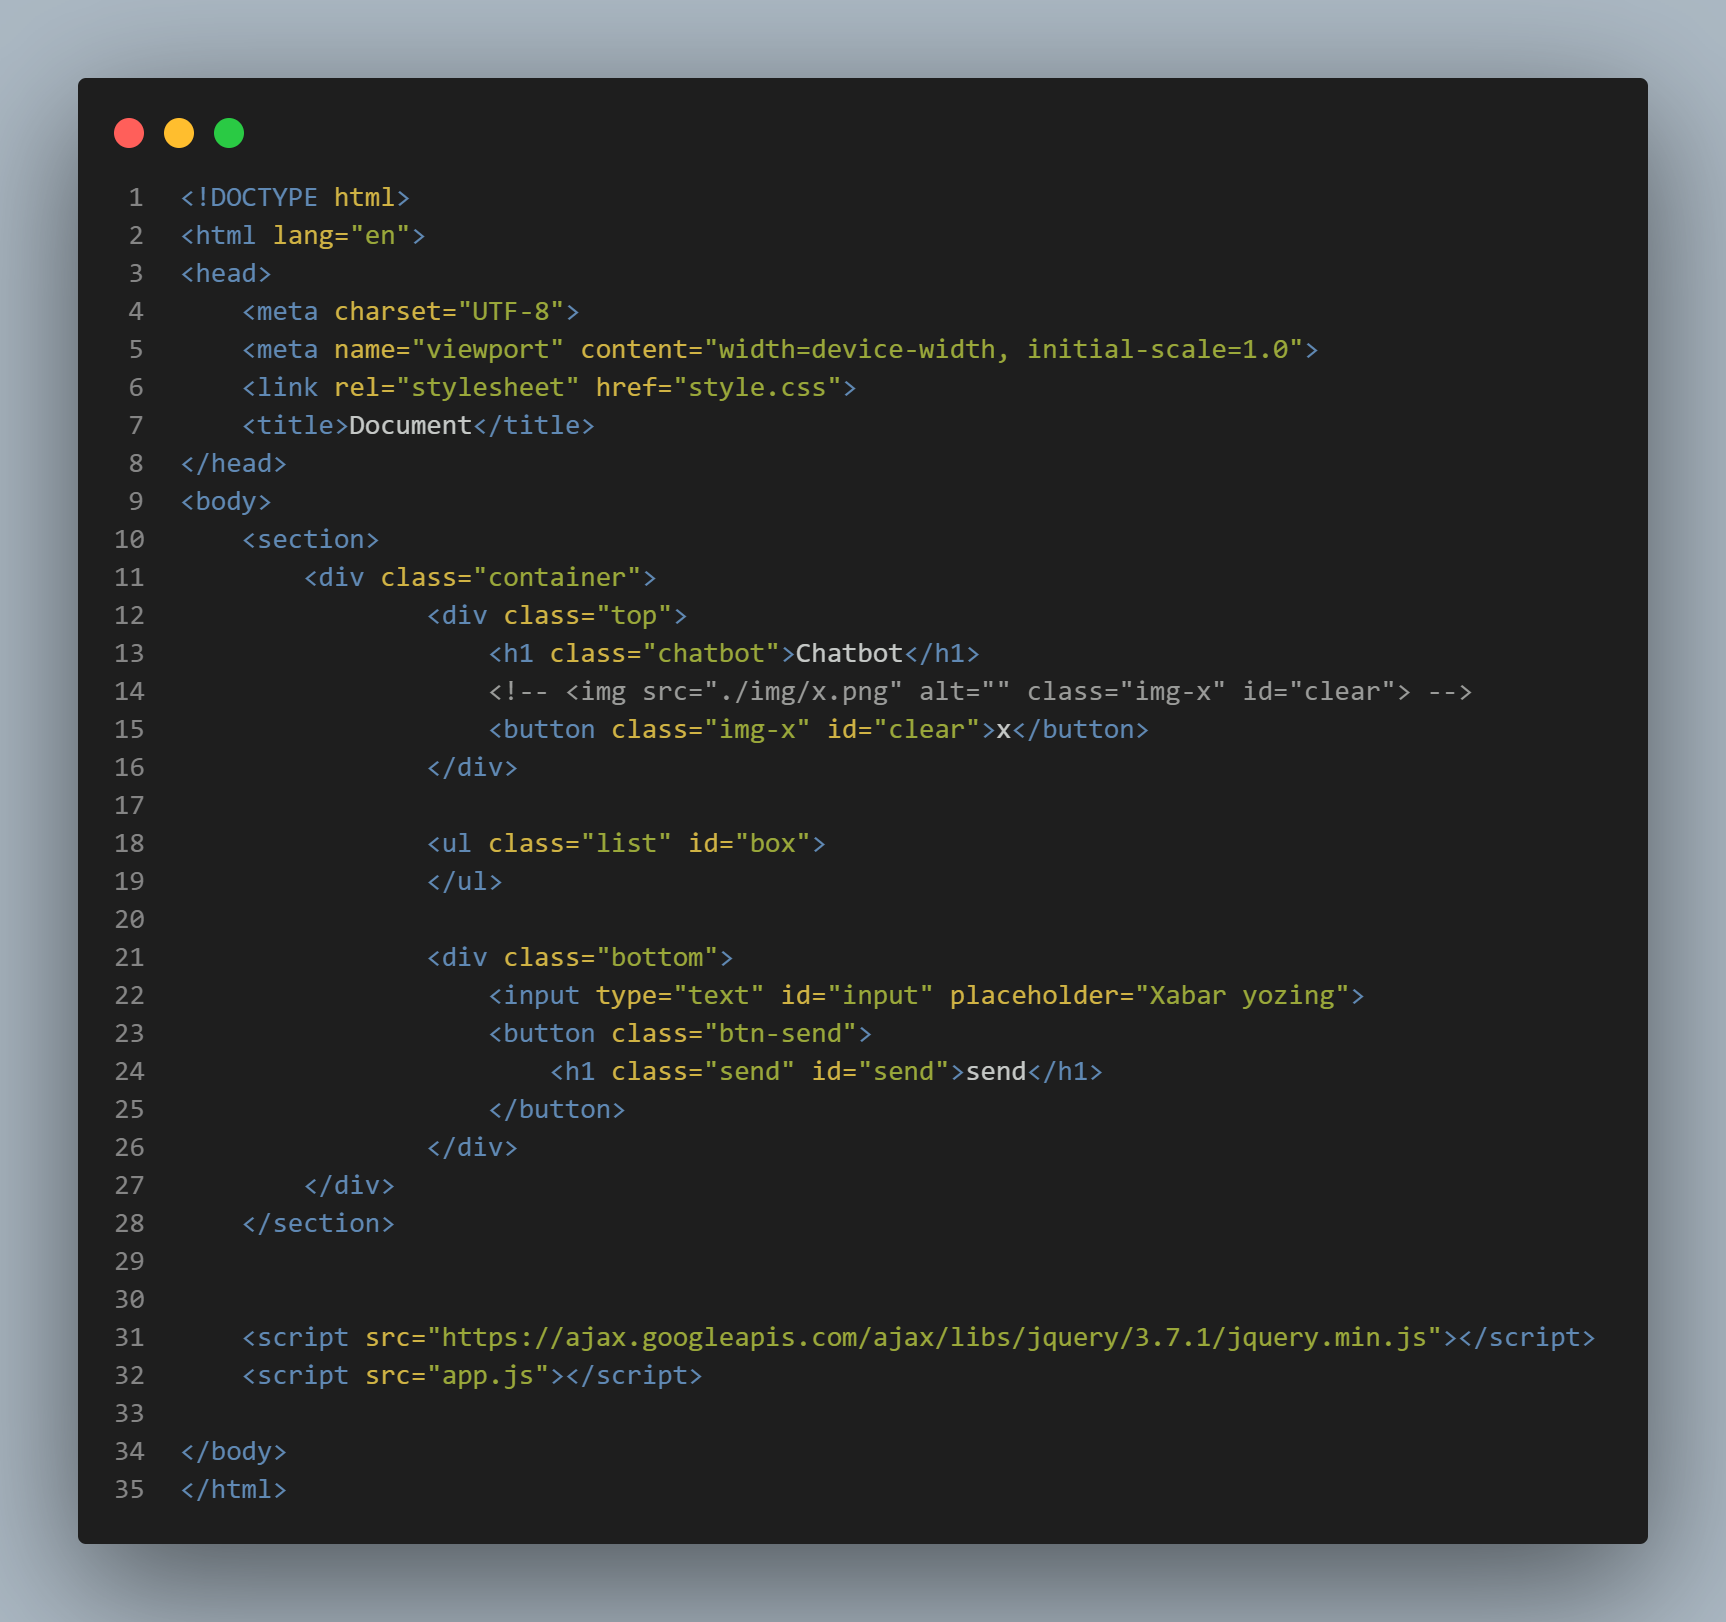 1 <!DOCTYPE html>
2 <html lang="en">
3 <head>
4     <meta charset="UTF-8">
5     <meta name="viewport" content="width=device-width, initial-scale=1.0">
6     <link rel="stylesheet" href="style.css">
7     <title>Document</title>
8 </head>
9 <body>
10     <section>
11         <div class="container">
12                 <div class="top">
13                     <h1 class="chatbot">Chatbot</h1>
14                     <!-- <img src="./img/x.png" alt="" class="img-x" id="clear"> -->
15                     <button class="img-x" id="clear">x</button>
16                 </div>
17
18                 <ul class="list" id="box">
19                 </ul>
20
21                 <div class="bottom">
22                     <input type="text" id="input" placeholder="Xabar yozing">
23                     <button class="btn-send">
24                         <h1 class="send" id="send">send</h1>
25                     </button>
26                 </div>
27         </div>
28     </section>
29
30
31     <script src="https://ajax.googleapis.com/ajax/libs/jquery/3.7.1/jquery.min.js"></script>
32     <script src="app.js"></script>
33
34 </body>
35 </html>